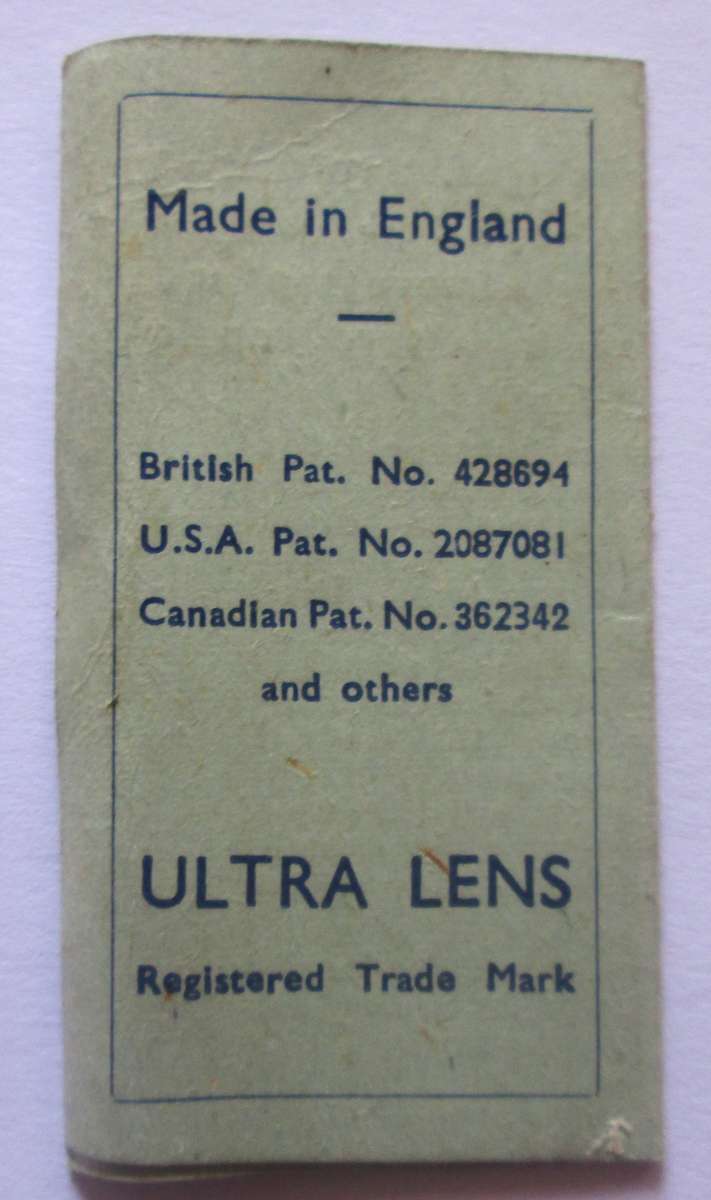 Made in England
—
British Pat. No. 428694
U.S.A. Pat. No. 2087081
Canadian Pat. No. 362342
and others
ULTRA LENS
Registered Trade Mark